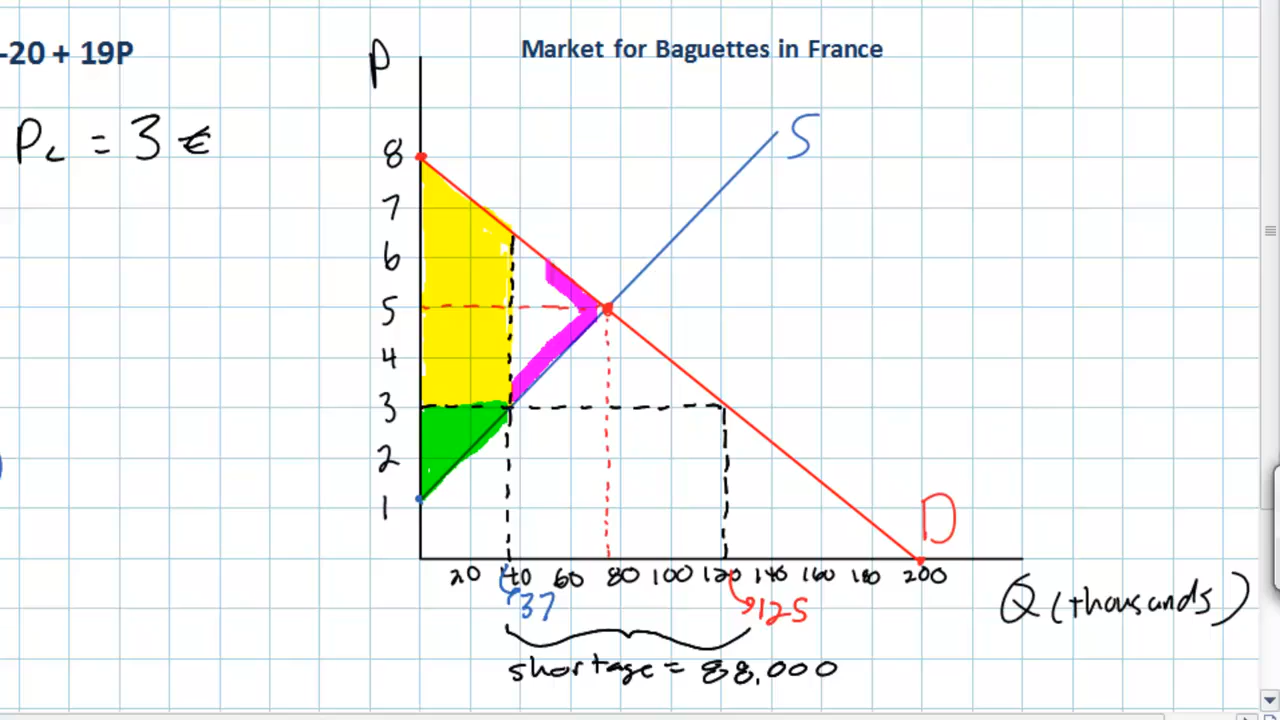 -20 + 19P
Market for Baguettes in France
P
Pc = 3 €
S
8
7
6
5
4
3
2
1
D
20 40 60 80 100 120 140 160 180 200
Q (thousands)
37
125
shortage = 88,000